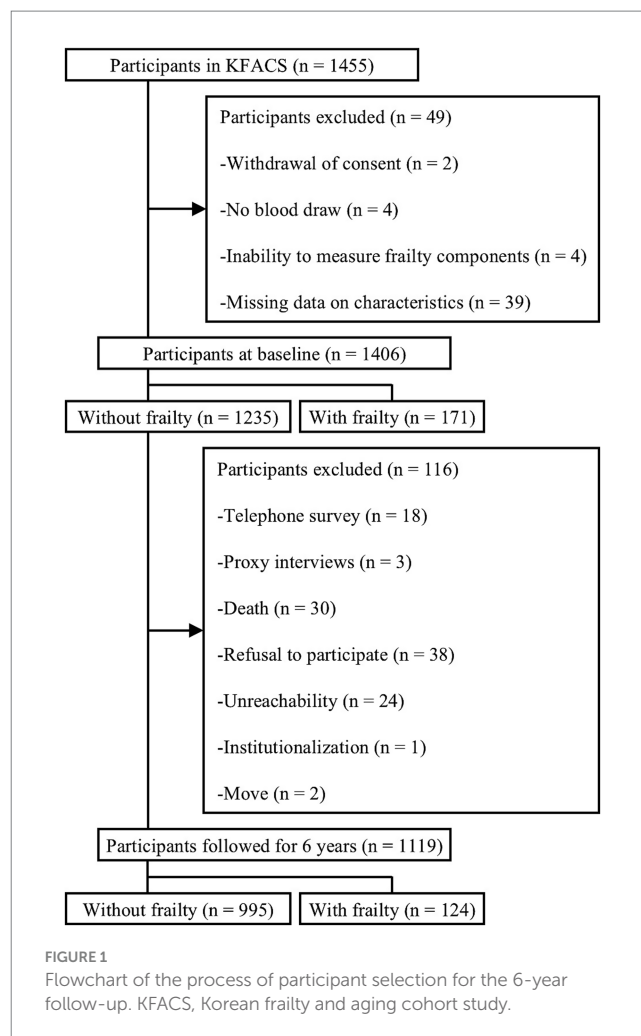 Participants in KFACS (n = 1455)
Participants excluded (n = 49)
-Withdrawal of consent (n = 2)
-No blood draw (n = 4)
-Inability to measure frailty components (n = 4)
-Missing data on characteristics (n = 39)
Participants at baseline (n = 1406)
Without frailty (n = 1235)
With frailty (n = 171)
Participants excluded (n = 116)
-Telephone survey (n = 18)
-Proxy interviews (n = 3)
-Death (n = 30)
-Refusal to participate (n = 38)
-Unreachability (n = 24)
-Institutionalization (n = 1)
-Move (n = 2)
Participants followed for 6 years (n = 1119)
Without frailty (n = 995)
With frailty (n = 124)
FIGURE 1
Flowchart of the process of participant selection for the 6-year
follow-up. KFACS, Korean frailty and aging cohort study.